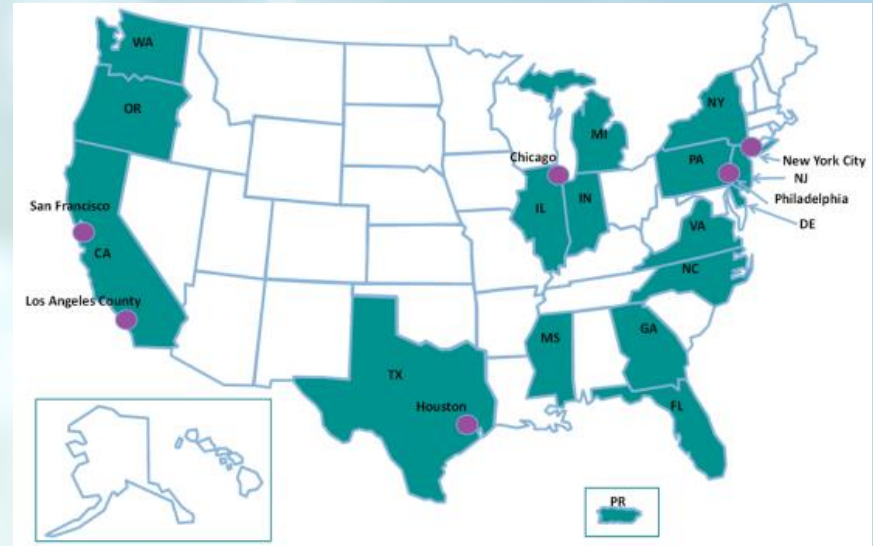 WA
OR
San Francisco
CA
Los Angeles County
TX
Houston
Chicago
IL
IN
MI
MS
NY
PA
New York City
NJ
Philadelphia
DE
VA
NC
GA
FL
PR